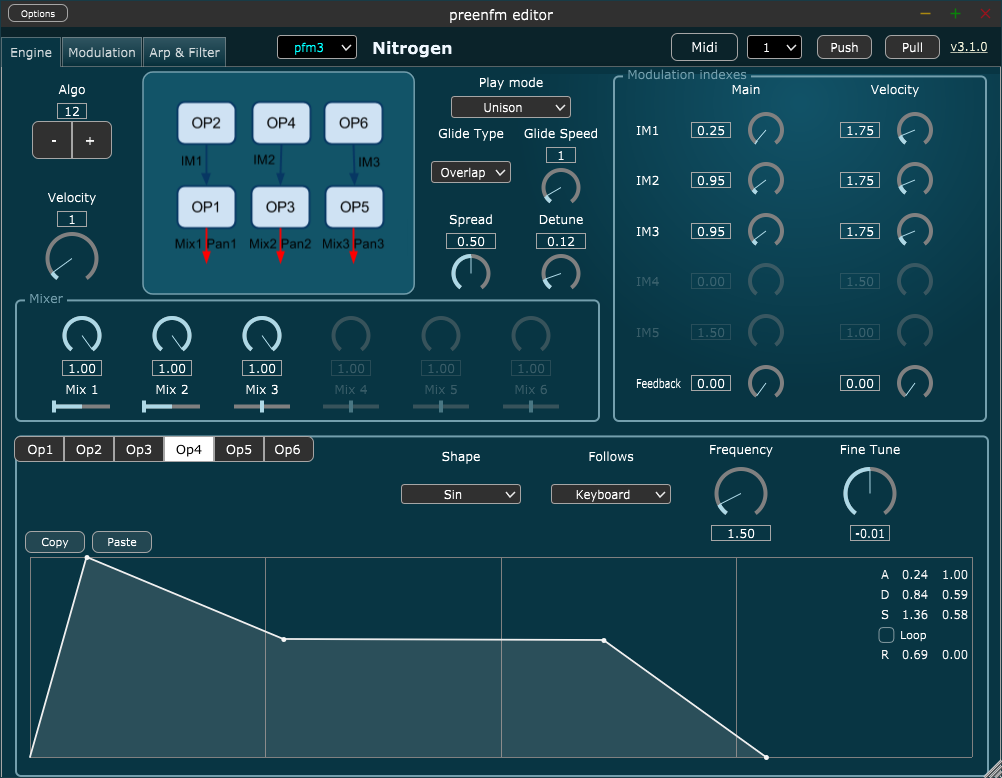 Options
preenfm editor
Engine
Modulation
Arp & Filter
pfm3
Nitrogen
Midi
1
Push
Pull
v3.1.0
Algo
12
- +
Velocity
1
OP2 OP4 OP6
IM1 IM2 IM3
OP1 OP3 OP5
Mix1 Pan1 Mix2 Pan2 Mix3 Pan3
Play mode
Unison
Glide Type Glide Speed
Overlap 1
Spread Detune
0.50 0.12
Modulation indexes
Main Velocity
IM1 0.25 1.75
IM2 0.95 1.75
IM3 0.95 1.75
IM4 0.00 1.50
IM5 1.50 1.00
Feedback 0.00 0.00
Mixer
1.00 1.00 1.00 1.00 1.00 1.00
Mix 1 Mix 2 Mix 3 Mix 4 Mix 5 Mix 6
Op1 Op2 Op3 Op4 Op5 Op6
Shape Follows Frequency Fine Tune
Sin Keyboard
1.50 -0.01
Copy Paste
A 0.24 1.00
D 0.84 0.59
S 1.36 0.58
Loop
R 0.69 0.00